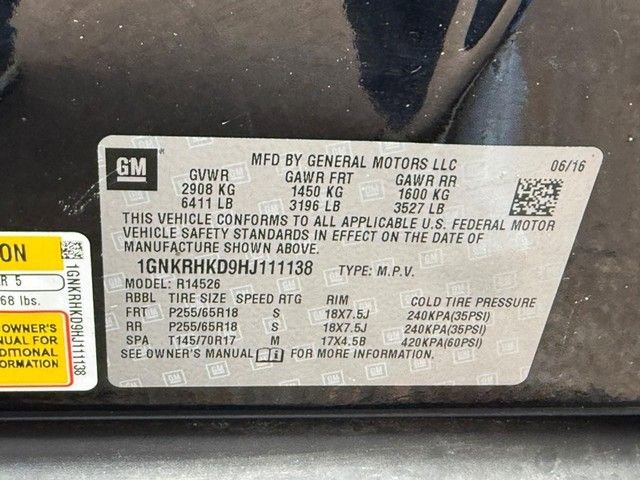 GM
MFD BY GENERAL MOTORS LLC 06/16
GVWR GAWR FRT GAWR RR
2908 KG 1450 KG 1600 KG
6411 LB 3196 LB 3527 LB
THIS VEHICLE CONFORMS TO ALL APPLICABLE U.S. FEDERAL MOTOR
VEHICLE SAFETY STANDARDS IN EFFECT ON THE DATE OF
MANUFACTURE SHOWN ABOVE.
1GNKRHKD9HJ111138 TYPE: M.P.V.
MODEL: R14526
RBBL TIRE SIZE SPEED RTG RIM COLD TIRE PRESSURE
FRT P255/65R18 S 18X7.5J 240KPA(35PSI)
RR P255/65R18 S 18X7.5J 240KPA(35PSI)
SPA T145/70R17 M 17X4.5B 420KPA(60PSI)
SEE OWNER'S MANUAL FOR MORE INFORMATION.
ON
R 5
68 lbs.
OWNER'S
MANUAL FOR
ADDITIONAL
INFORMATION
1GNKRHKD9HJ111138